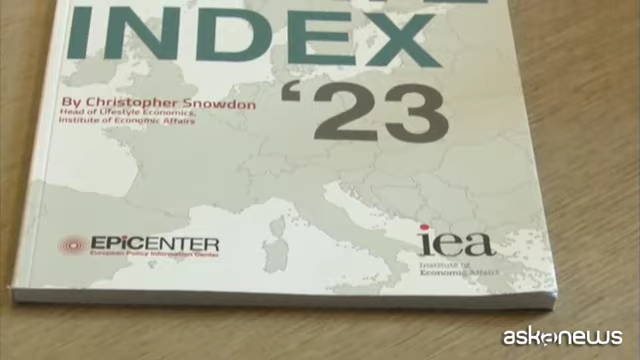 INDEX
'23
By Christopher Snowdon
Head of Lifestyle Economics,
Institute of Economic Affairs
EPiCENTER
European Policy Information Center
iea
Institute of
Economic Affairs
askanews